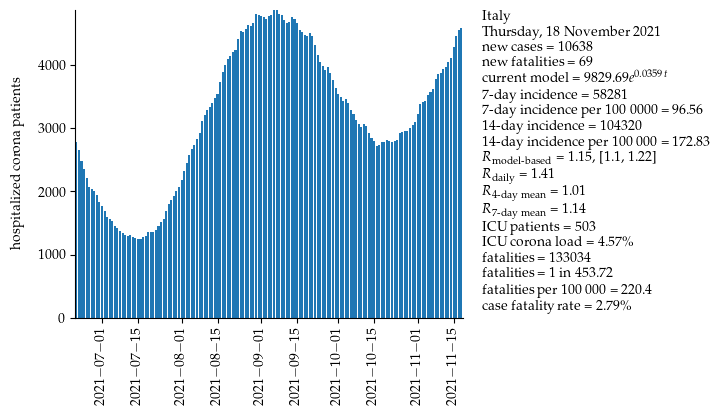 hospitalized corona patients
4000
3000
2000
1000
0
2021−07−01
2021−07−15
2021−08−01
2021−08−15
2021−09−01
2021−09−15
2021−10−01
2021−10−15
2021−11−01
2021−11−15
Italy
Thursday, 18 November 2021
new cases = 10638
new fatalities = 69
current model = 9829.69e^0.0359 t
7-day incidence = 58281
7-day incidence per 100 0000 = 96.56
14-day incidence = 104320
14-day incidence per 100 000 = 172.83
R model-based = 1.15, [1.1, 1.22]
R daily = 1.41
R 4-day mean = 1.01
R 7-day mean = 1.14
ICU patients = 503
ICU corona load = 4.57%
fatalities = 133034
fatalities = 1 in 453.72
fatalities per 100 000 = 220.4
case fatality rate = 2.79%